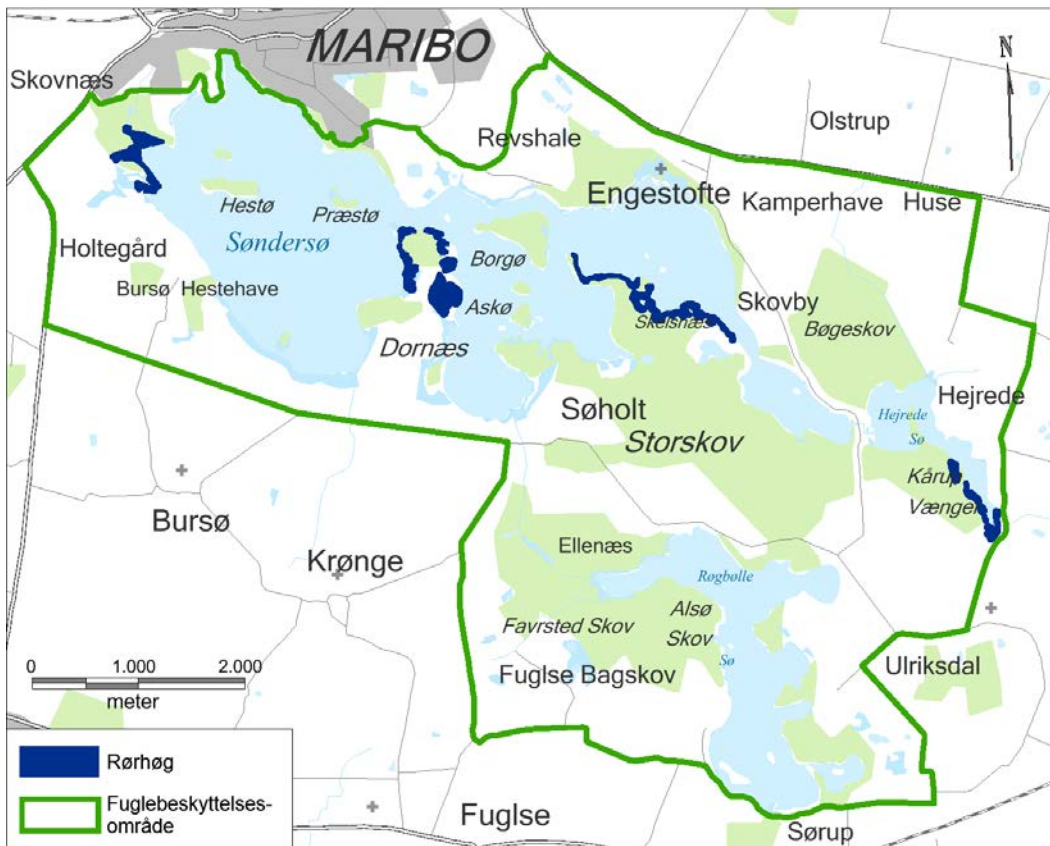 MARIBO
N
Skovnæs
Olstrup
Revshale
Engestofte
Kamperhave Huse
Hestø
Præstø
Søndersø
Holtegård
Borgø
Bursø Hestehave
Askø
Skovby
Skelsnæs
Bøgeskov
Dornæs
Søholt
Hejrede
Storskov
Hejrede
Sø
Kårup
Vænger
Bursø
Ellenæs
Krønge
Røgbølle
Sø
Alsø
Skov
Favrsted Skov
Fuglse Bagskov
Ulriksdal
0 1.000 2.000
meter
Rørhøg
Fuglebeskyttelses-
område
Fuglse
Sørup